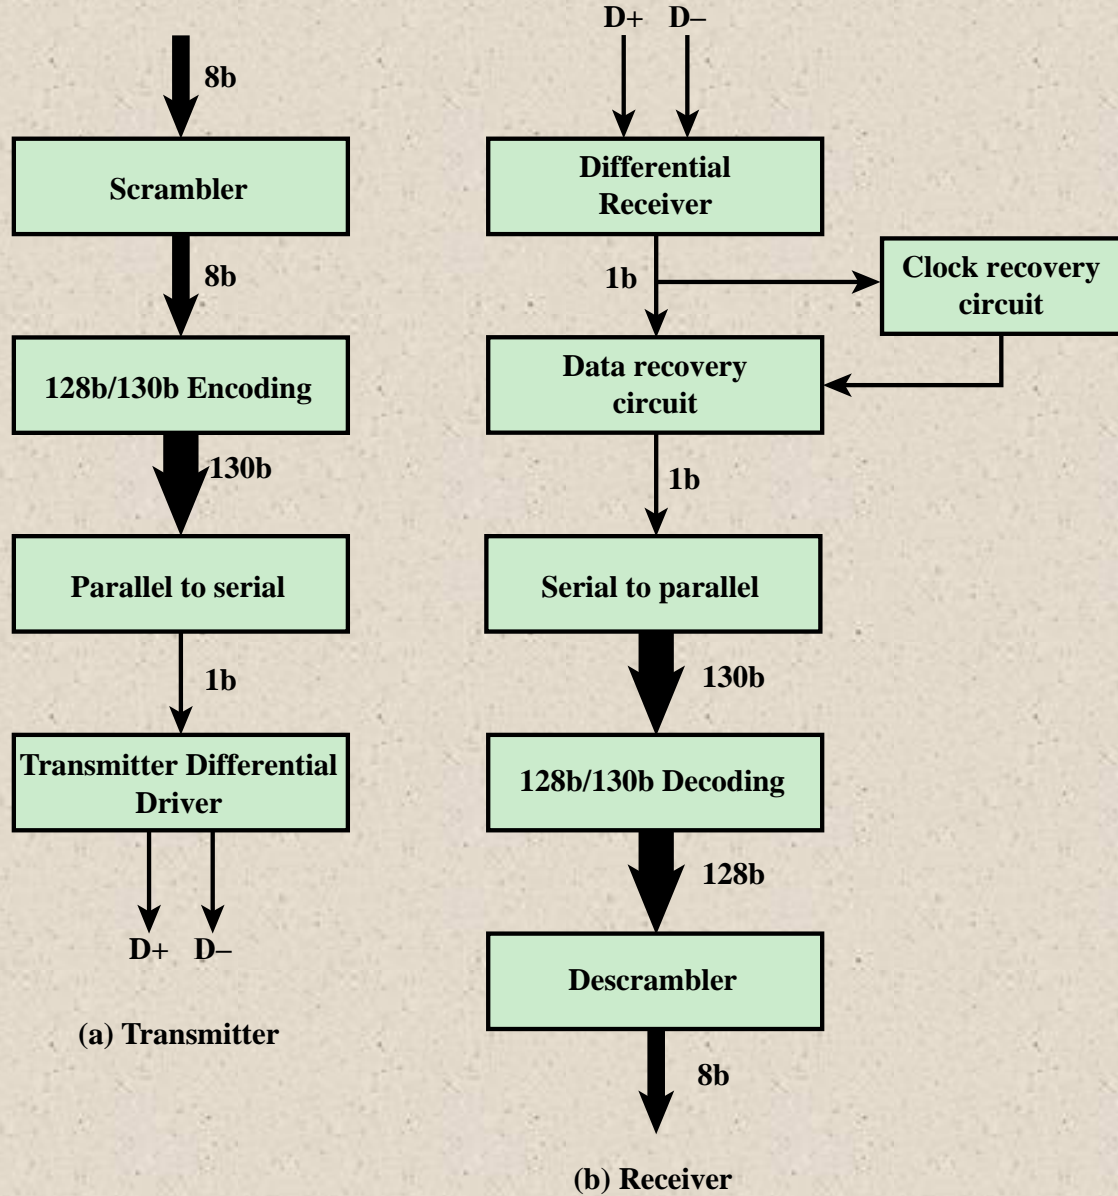 8b
Scrambler
8b
128b/130b Encoding
130b
Parallel to serial
1b
Transmitter Differential
Driver
D+ D–
(a) Transmitter
D+ D–
Differential
Receiver
1b
Clock recovery
circuit
Data recovery
circuit
1b
Serial to parallel
130b
128b/130b Decoding
128b
Descrambler
8b
(b) Receiver